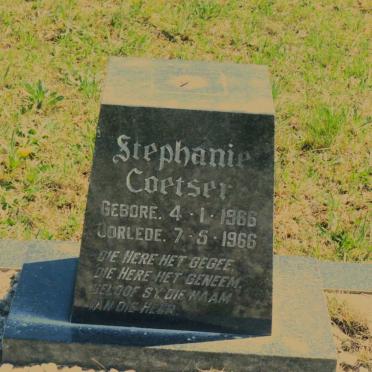 Stephanie
Coetser
GEBORE. 4·1·1966
OORLEDE. 7·5·1966
DIE HERE HET GEGEE
DIE HERE HET GENEEM,
GELOOF SY DIE NAAM
AN DIE HEER